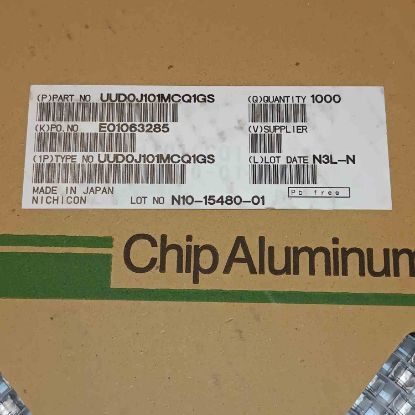 (P)PART NO UUD0J101MCQ1GS (Q)QUANTITY 1000
(K)PO.NO E01063285 (V)SUPPLIER
(1P)TYPE NO UUD0J101MCQ1GS (L)LOT DATE N3L-N
MADE IN JAPAN Pb free
NICHICON LOT NO N10-15480-01
Chip Aluminum